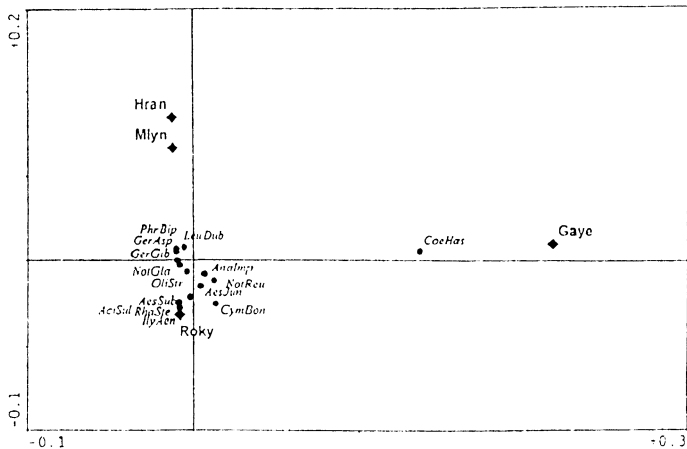 +0.2
Hran
Mlyn
Gaye
PhrBip
LeuDub
GerAsp
CoeHas
GerGib
NotGla
AnaImp
OliStr
NotReu
AesJun
AesSub
CymBon
AciSul RhaSte
IlyAen
Roky
-0.1
-0.1
+0.3